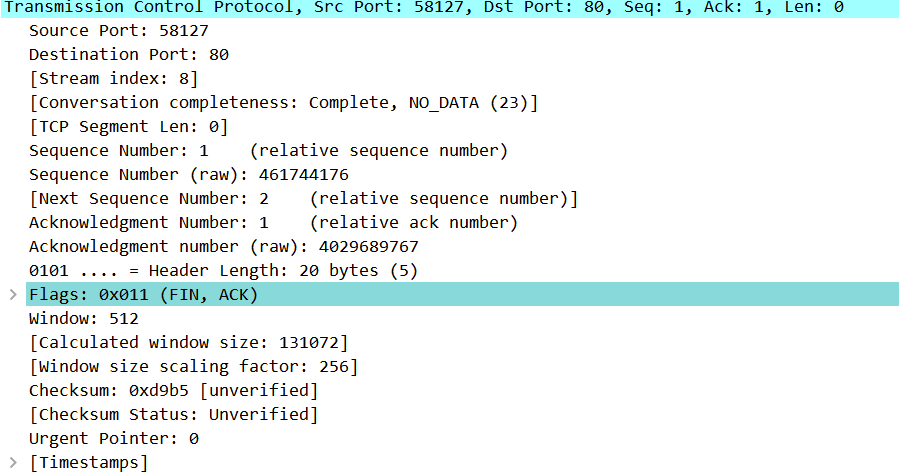 Transmission Control Protocol, Src Port: 58127, Dst Port: 80, Seq: 1, Ack: 1, Len: 0
Source Port: 58127
Destination Port: 80
[Stream index: 8]
[Conversation completeness: Complete, NO_DATA (23)]
[TCP Segment Len: 0]
Sequence Number: 1    (relative sequence number)
Sequence Number (raw): 461744176
[Next Sequence Number: 2    (relative sequence number)]
Acknowledgment Number: 1    (relative ack number)
Acknowledgment number (raw): 4029689767
0101 .... = Header Length: 20 bytes (5)
Flags: 0x011 (FIN, ACK)
Window: 512
[Calculated window size: 131072]
[Window size scaling factor: 256]
Checksum: 0xd9b5 [unverified]
[Checksum Status: Unverified]
Urgent Pointer: 0
[Timestamps]